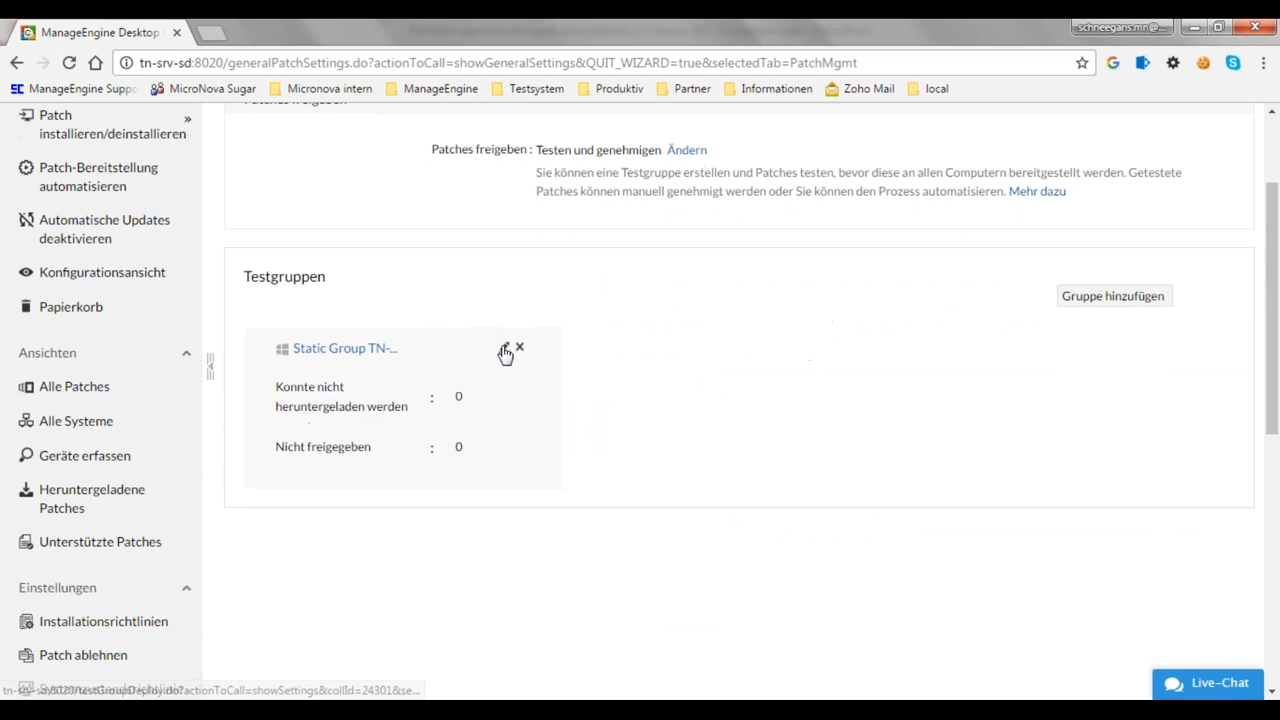 ManageEngine Desktop
schneegans.mn@...
tn-srv-sd:8020/generalPatchSettings.do?actionToCall=showGeneralSettings&QUIT_WIZARD=true&selectedTab=PatchMgmt
ManageEngine Suppo
MicroNova Sugar
Micronova intern
ManageEngine
Testsystem
Produktiv
Partner
Informationen
Zoho Mail
local
Patch
installieren/deinstallieren
Patch-Bereitstellung
automatisieren
Automatische Updates
deaktivieren
Konfigurationsansicht
Papierkorb
Ansichten
Alle Patches
Alle Systeme
Geräte erfassen
Heruntergeladene
Patches
Unterstützte Patches
Einstellungen
Installationsrichtlinien
Patch ablehnen
Patches freigeben
Patches freigeben : Testen und genehmigen Ändern
Sie können eine Testgruppe erstellen und Patches testen, bevor diese an allen Computern bereitgestellt werden. Getestete
Patches können manuell genehmigt werden oder Sie können den Prozess automatisieren. Mehr dazu
Testgruppen
Gruppe hinzufügen
Static Group TN-...
Konnte nicht
heruntergeladen werden : 0
Nicht freigegeben : 0
Live-Chat